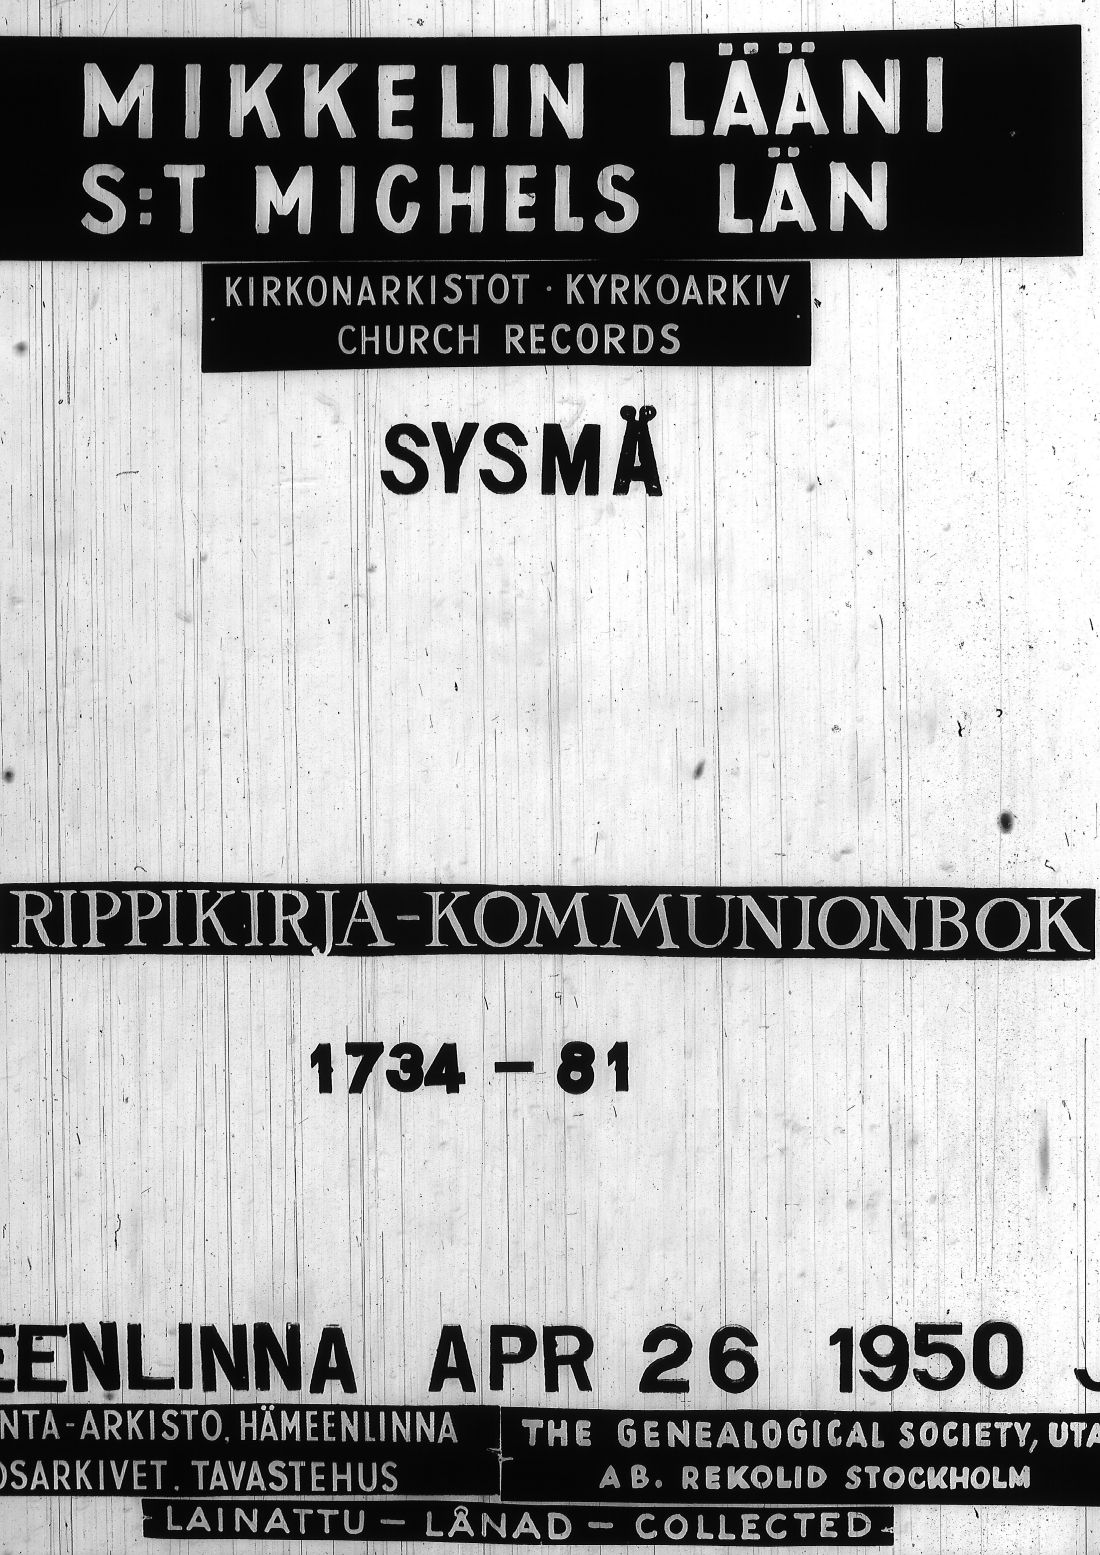 MIKKELIN LÄÄNI
S:T MICHELS LÄN
KIRKONARKISTOT · KYRKOARKIV
CHURCH RECORDS
SYSMÄ
RIPPIKIRJA-KOMMUNIONBOK
1734 – 81
EENLINNA APR 26 1950 J
NTA-ARKISTO, HÄMEENLINNA
OSARKIVET. TAVASTEHUS
THE GENEALOGICAL SOCIETY, UTA
AB. REKOLID STOCKHOLM
LAINATTU – LÅNAD – COLLECTED